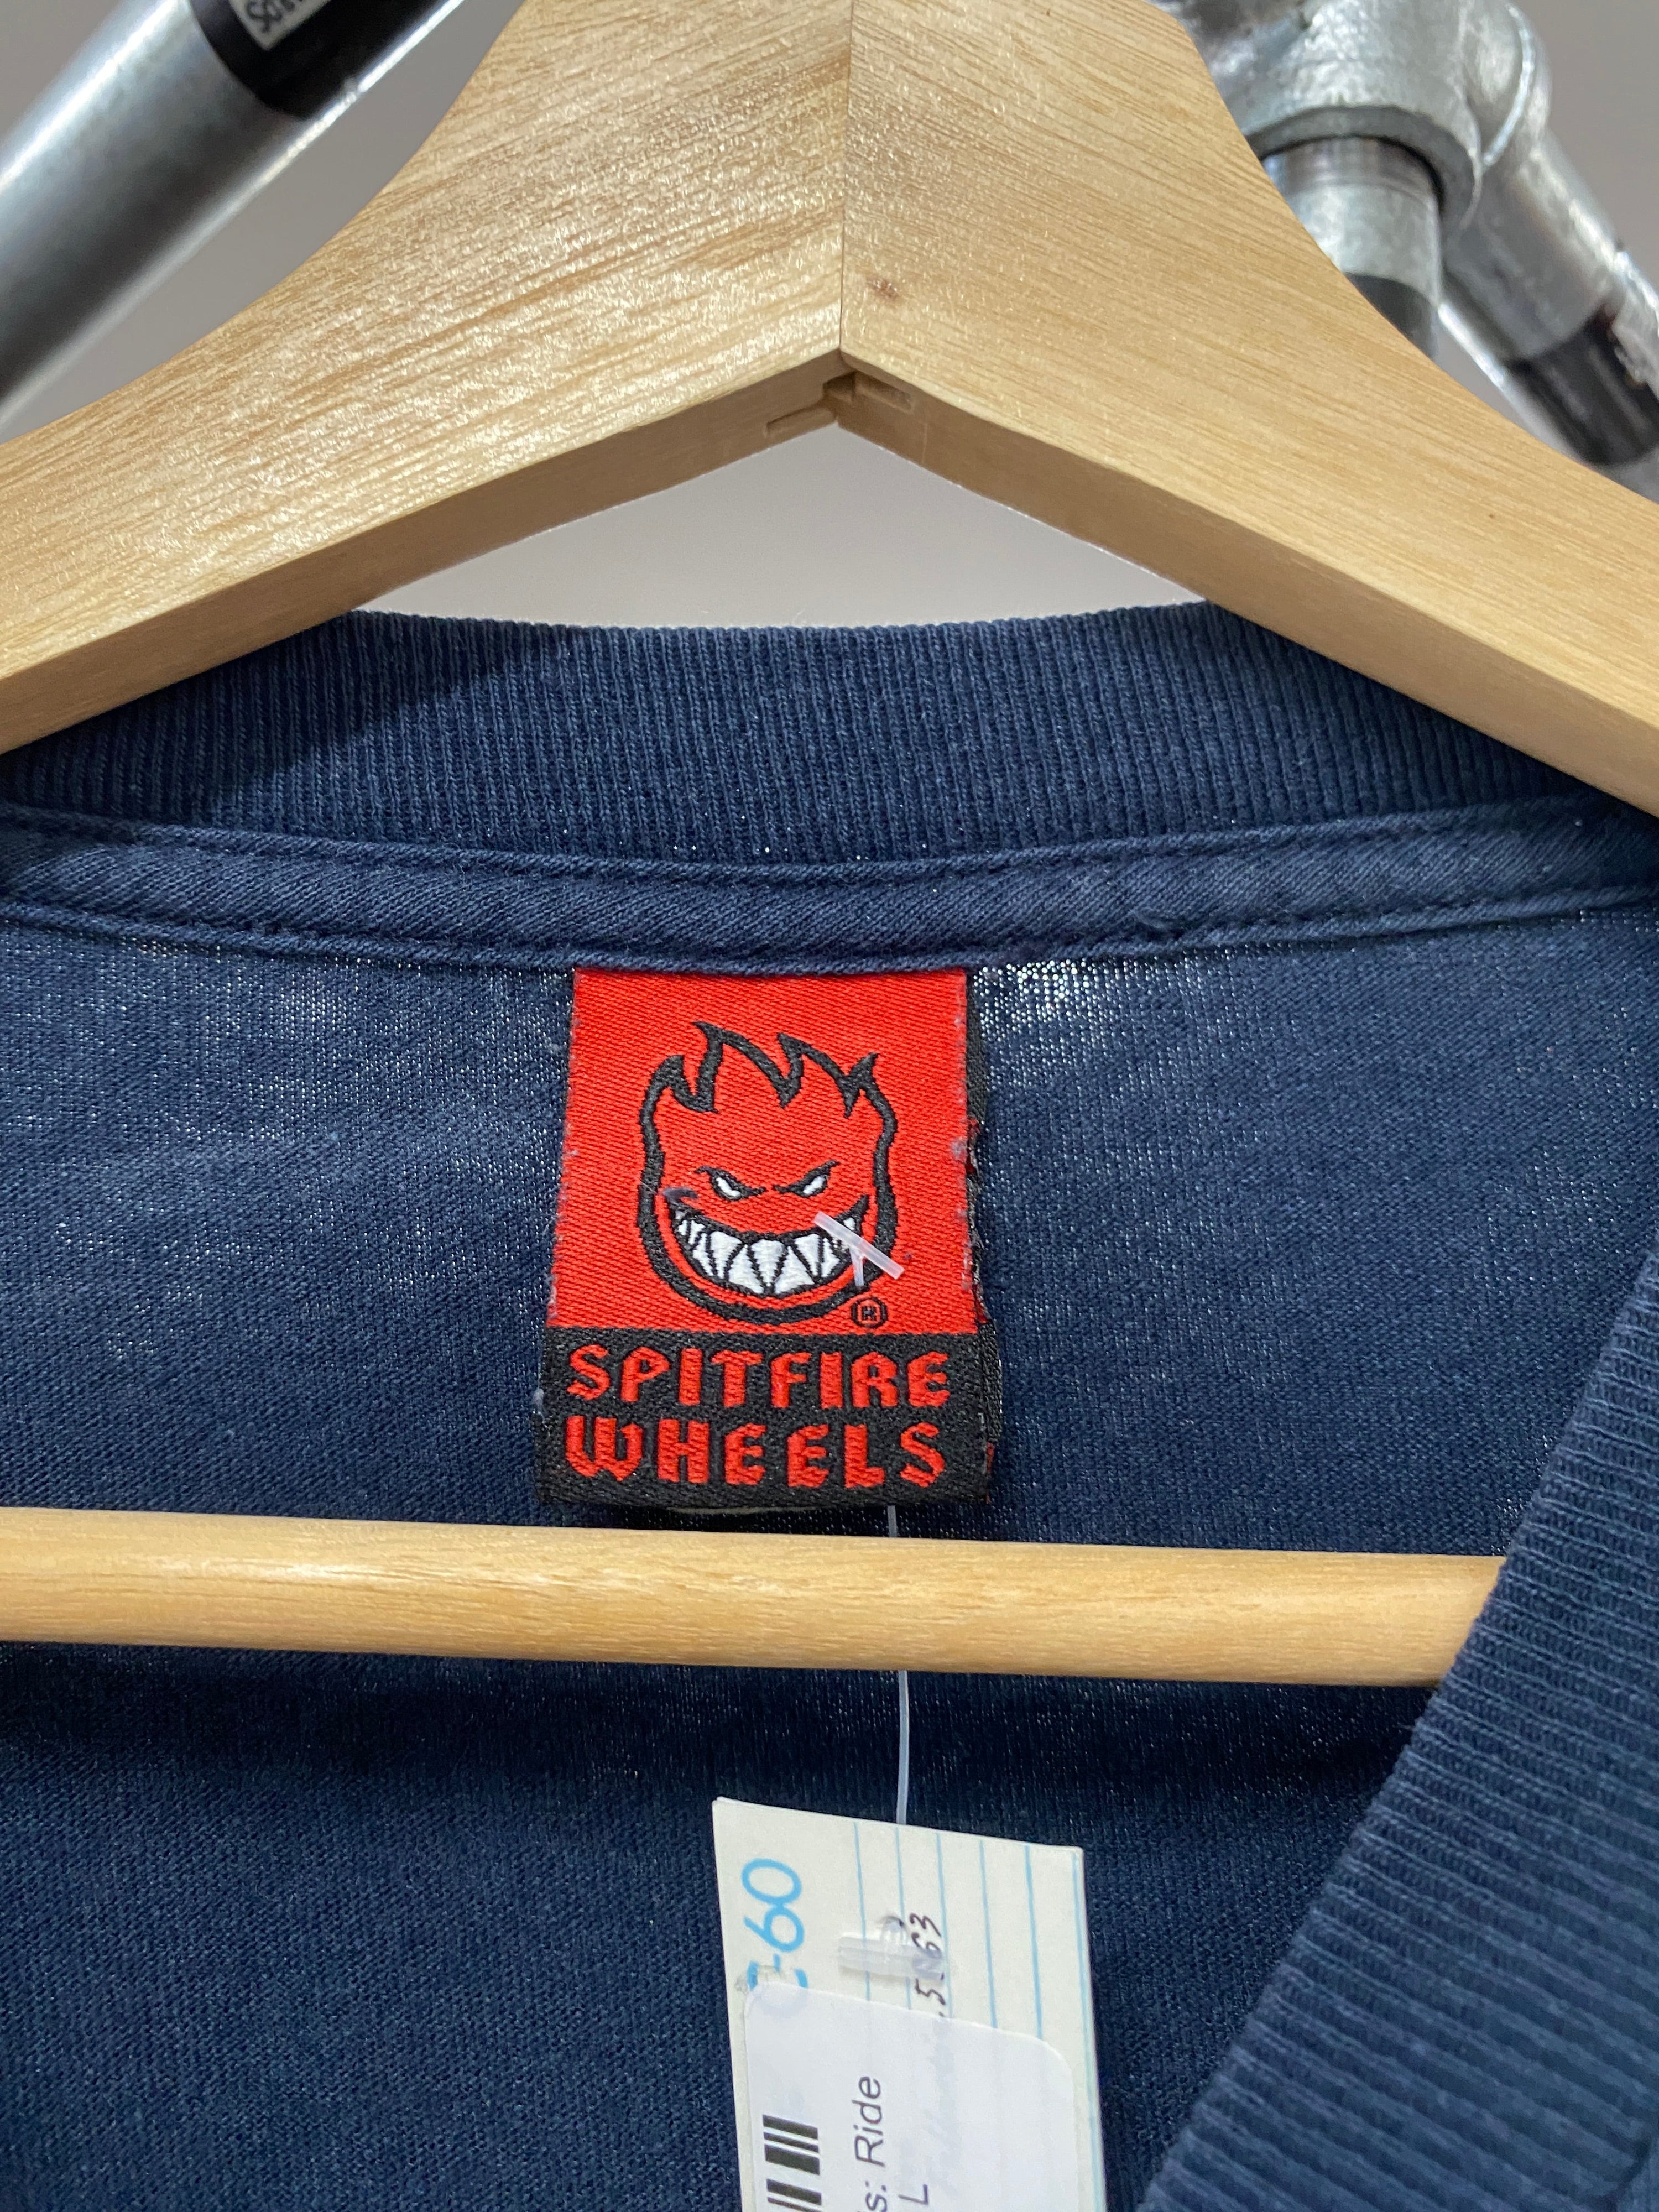 ®
SPITFIRE
WHEELS
-60
s: Ride
L